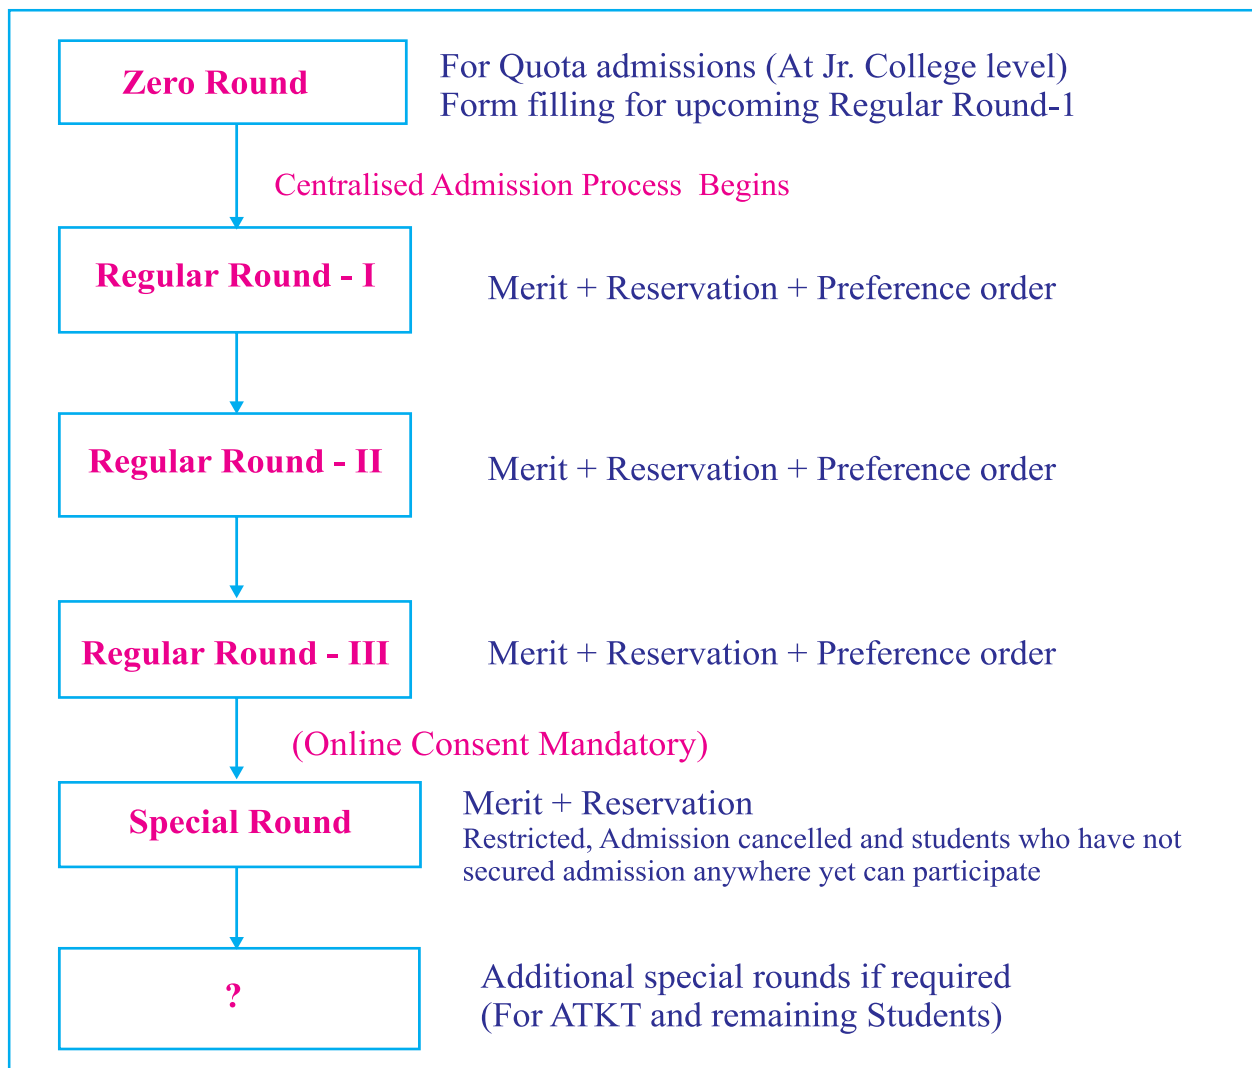 Zero Round
For Quota admissions (At Jr. College level)
Form filling for upcoming Regular Round-1
Centralised Admission Process Begins
Regular Round - I
Merit + Reservation + Preference order
Regular Round - II
Merit + Reservation + Preference order
Regular Round - III
Merit + Reservation + Preference order
(Online Consent Mandatory)
Special Round
Merit + Reservation
Restricted, Admission cancelled and students who have not
secured admission anywhere yet can participate
?
Additional special rounds if required
(For ATKT and remaining Students)